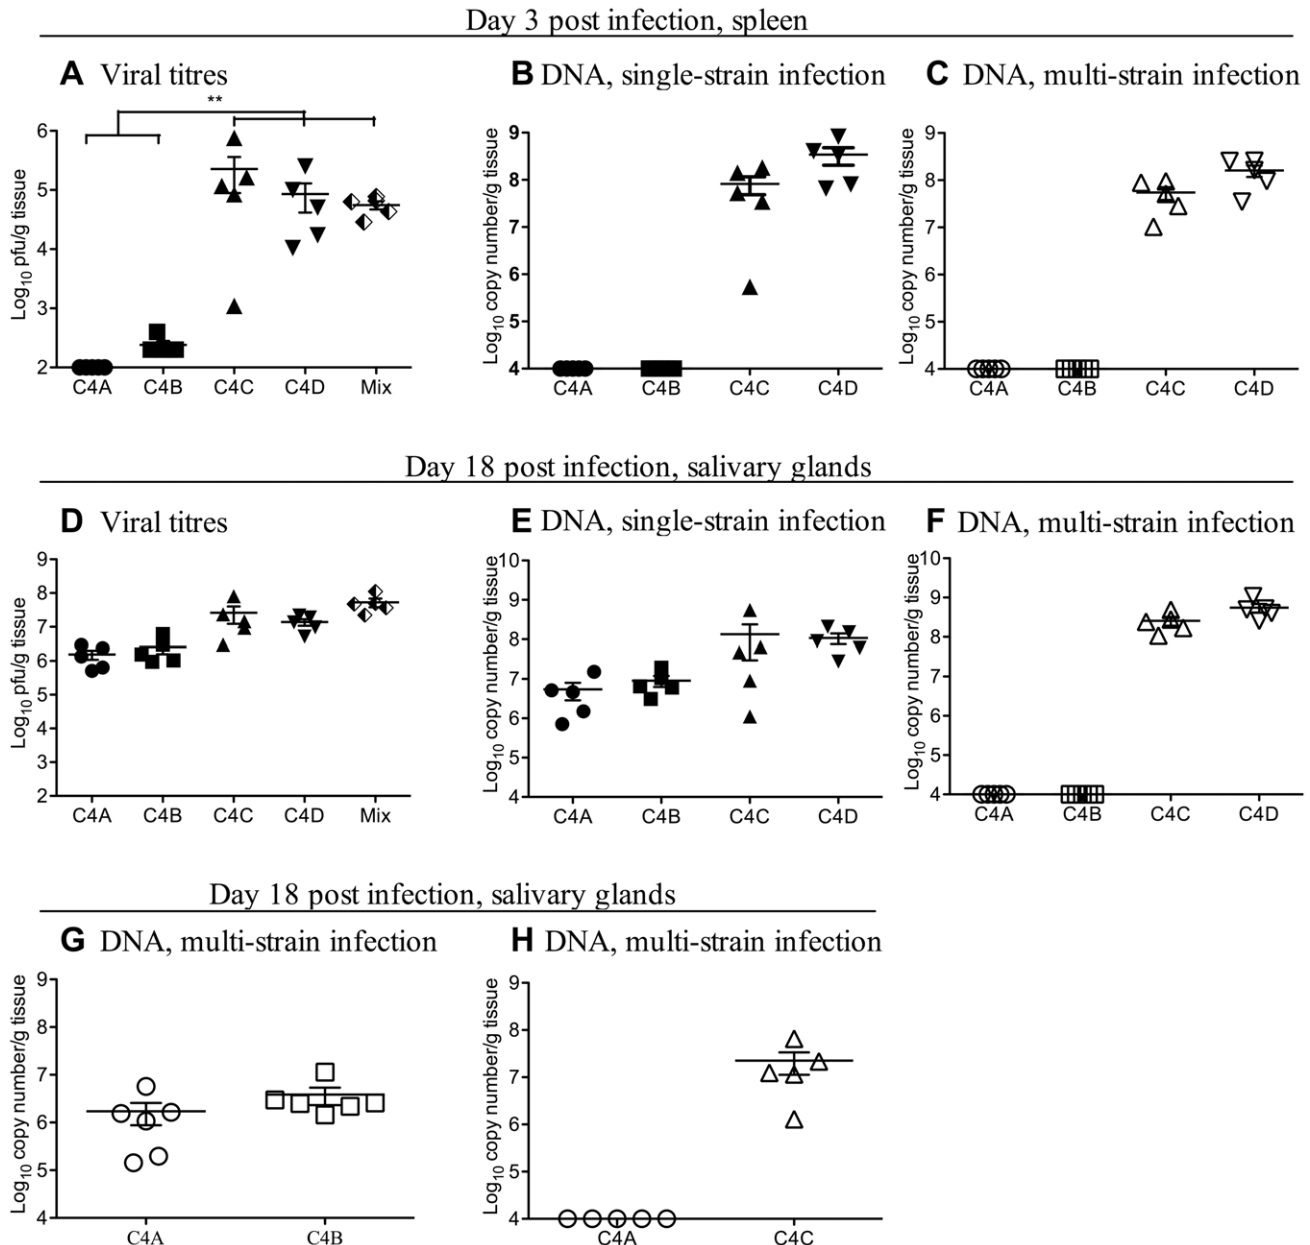 Day 3 post infection, spleen
A Viral titres
B DNA, single-strain infection
C DNA, multi-strain infection
**
Log10 pfu/g tissue
6
5
4
3
2
C4A C4B C4C C4D Mix
Log10 copy number/g tissue
9
8
7
6
5
4
C4A C4B C4C C4D
Log10 copy number/g tissue
9
8
7
6
5
4
C4A C4B C4C C4D
Day 18 post infection, salivary glands
D Viral titres
E DNA, single-strain infection
F DNA, multi-strain infection
Log10 pfu/g tissue
9
8
7
6
5
4
3
2
C4A C4B C4C C4D Mix
Log10 copy number/g tissue
10
9
8
7
6
5
4
C4A C4B C4C C4D
Log10 copy number/g tissue
10
9
8
7
6
5
4
C4A C4B C4C C4D
Day 18 post infection, salivary glands
G DNA, multi-strain infection
H DNA, multi-strain infection
Log10 copy number/g tissue
9
8
7
6
5
4
C4A C4B
Log10 copy number/g tissue
9
8
7
6
5
4
C4A C4C